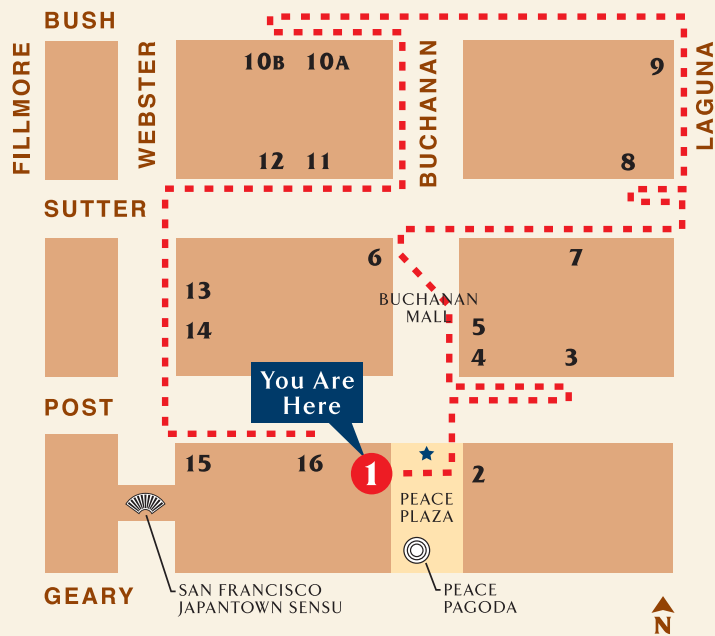 BUSH
FILLMORE
WEBSTER
10B 10A
BUCHANAN
9
LAGUNA
12 11
8
SUTTER
6
7
13
BUCHANAN
MALL
14
5
4
3
You Are
Here
POST
15
16
1
2
PEACE
PLAZA
SAN FRANCISCO
JAPANTOWN SENSU
PEACE
PAGODA
GEARY
N